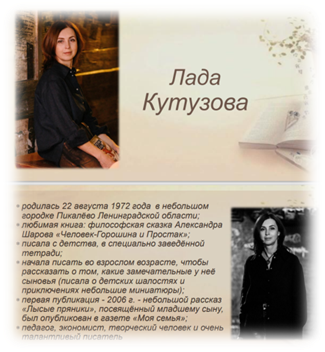 Лада
Кутузова
родилась 22 августа 1972 года в небольшом
городке Пикалёво Ленинградской области;
любимая книга: философская сказка Александра
Шарова «Человек-Горошина и Простак»;
писала с детства, в специально заведённой
тетради;
начала писать во взрослом возрасте, чтобы
рассказать о том, какие замечательные у неё
сыновья (писала о детских шалостях и
приключениях небольшие миниатюры);
первая публикация - 2006 г. - небольшой рассказ
«Лысые пряники», посвящённый младшему сыну,
был опубликован в газете «Моя семья»;
педагог, экономист, творческий человек и очень
талантливый писатель